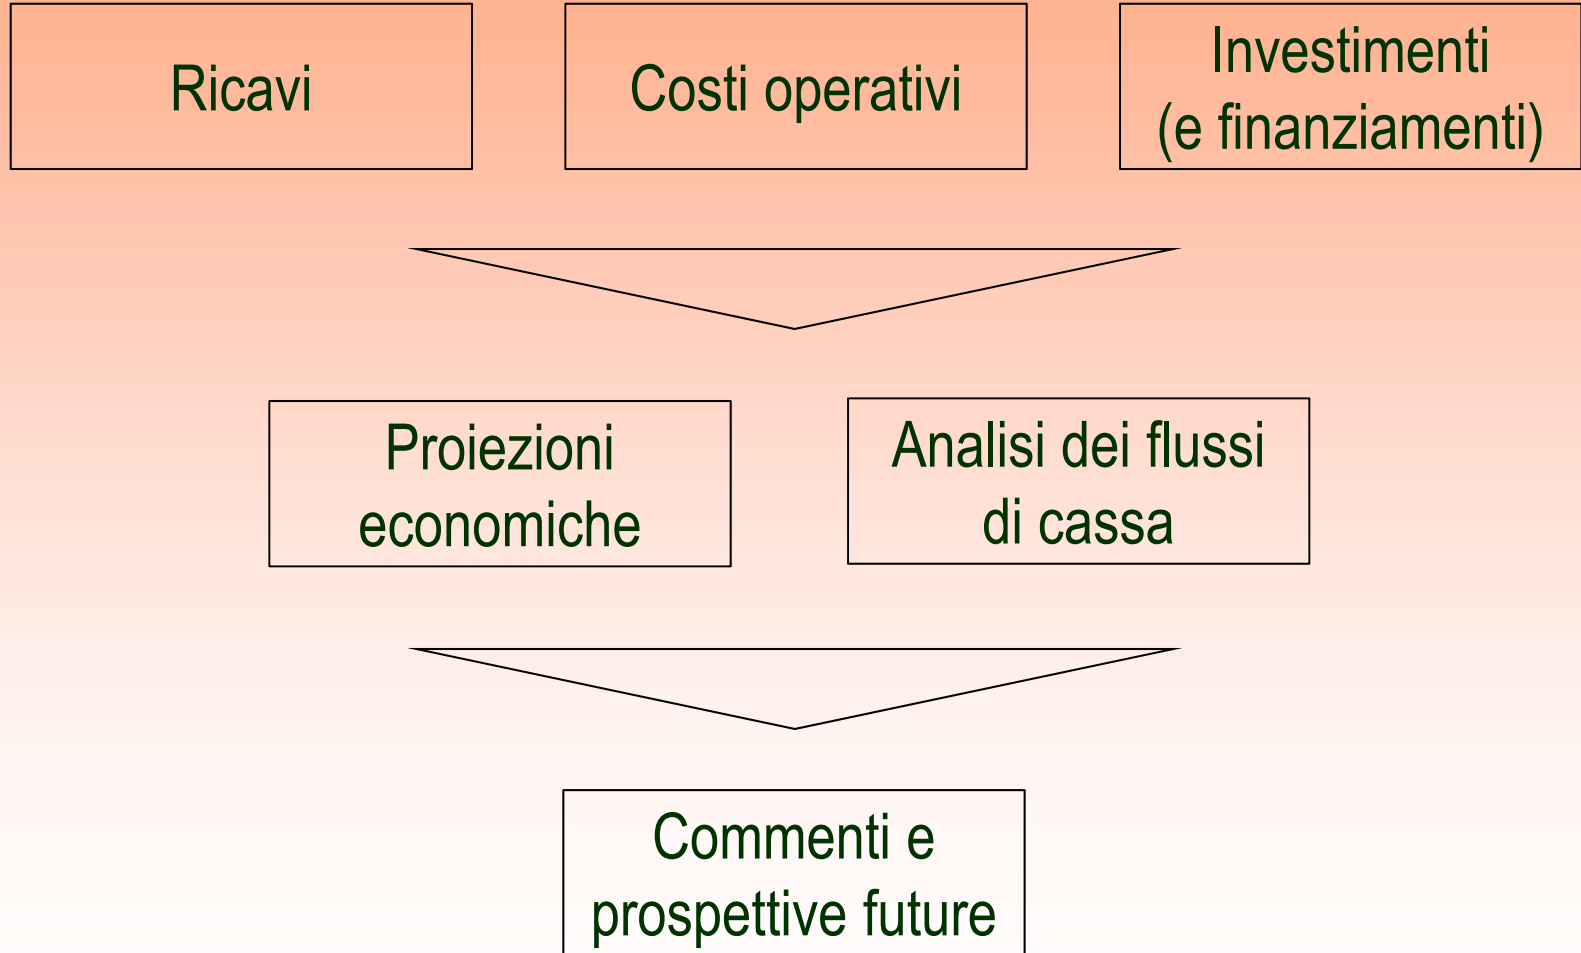 Ricavi
Costi operativi
Investimenti
(e finanziamenti)
Proiezioni
economiche
Analisi dei flussi
di cassa
Commenti e
prospettive future